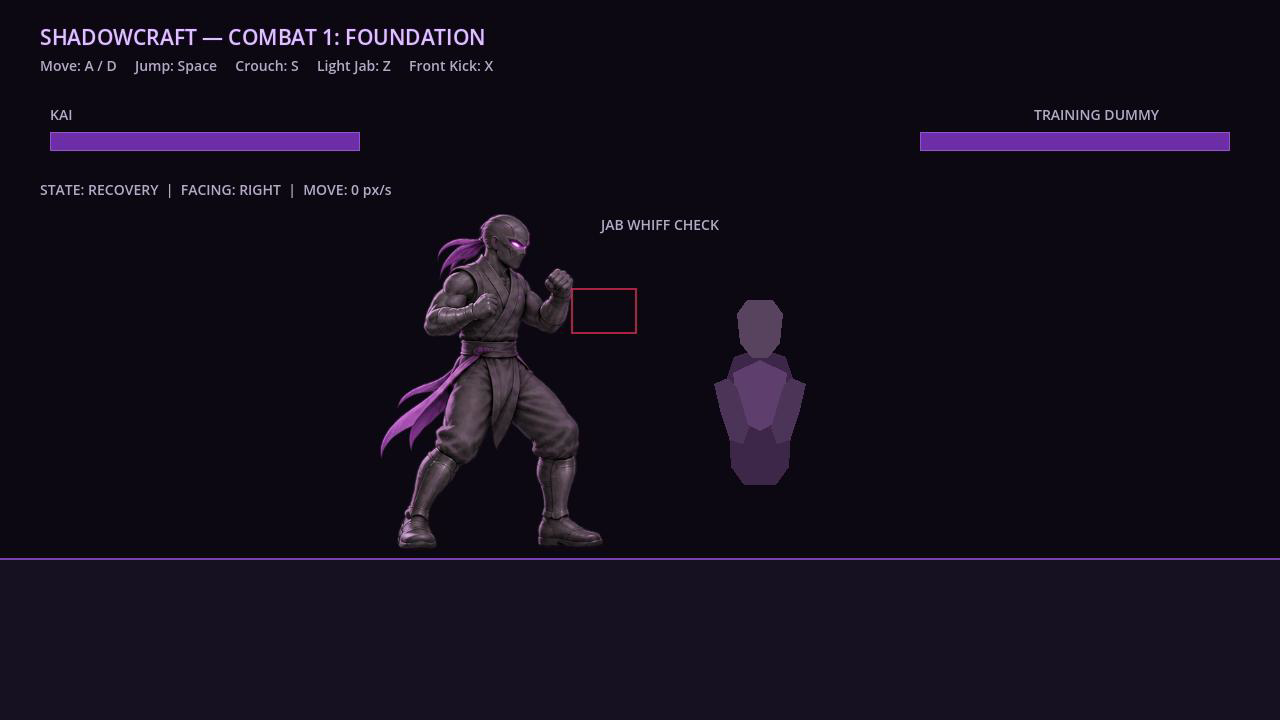 SHADOWCRAFT — COMBAT 1: FOUNDATION
Move: A / D Jump: Space Crouch: S Light Jab: Z Front Kick: X
KAI
TRAINING DUMMY
STATE: RECOVERY | FACING: RIGHT | MOVE: 0 px/s
JAB WHIFF CHECK